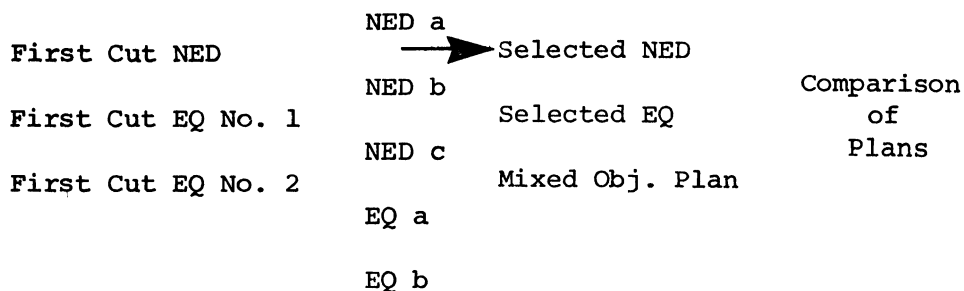 First Cut NED
First Cut EQ No. 1
First Cut EQ No. 2
NED a
NED b
NED c
EQ a
EQ b
Selected NED
Selected EQ
Mixed Obj. Plan
Comparison
of
Plans